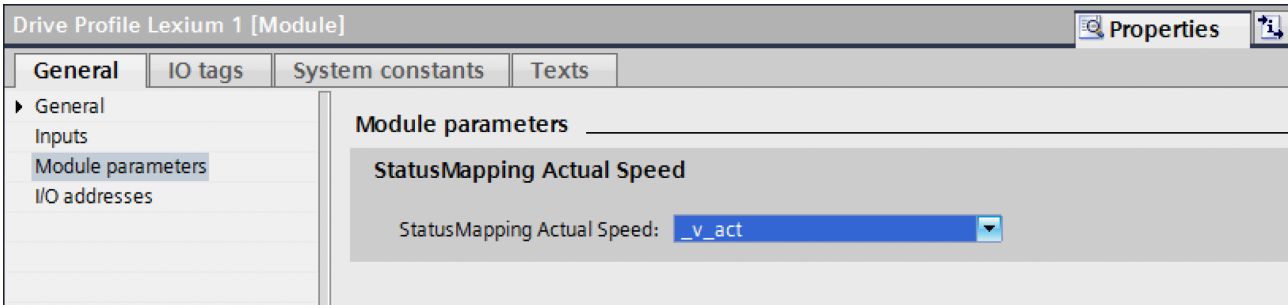 Drive Profile Lexium 1 [Module]
Properties
General IO tags System constants Texts
General
Inputs
Module parameters
I/O addresses
Module parameters
StatusMapping Actual Speed
StatusMapping Actual Speed: _v_act